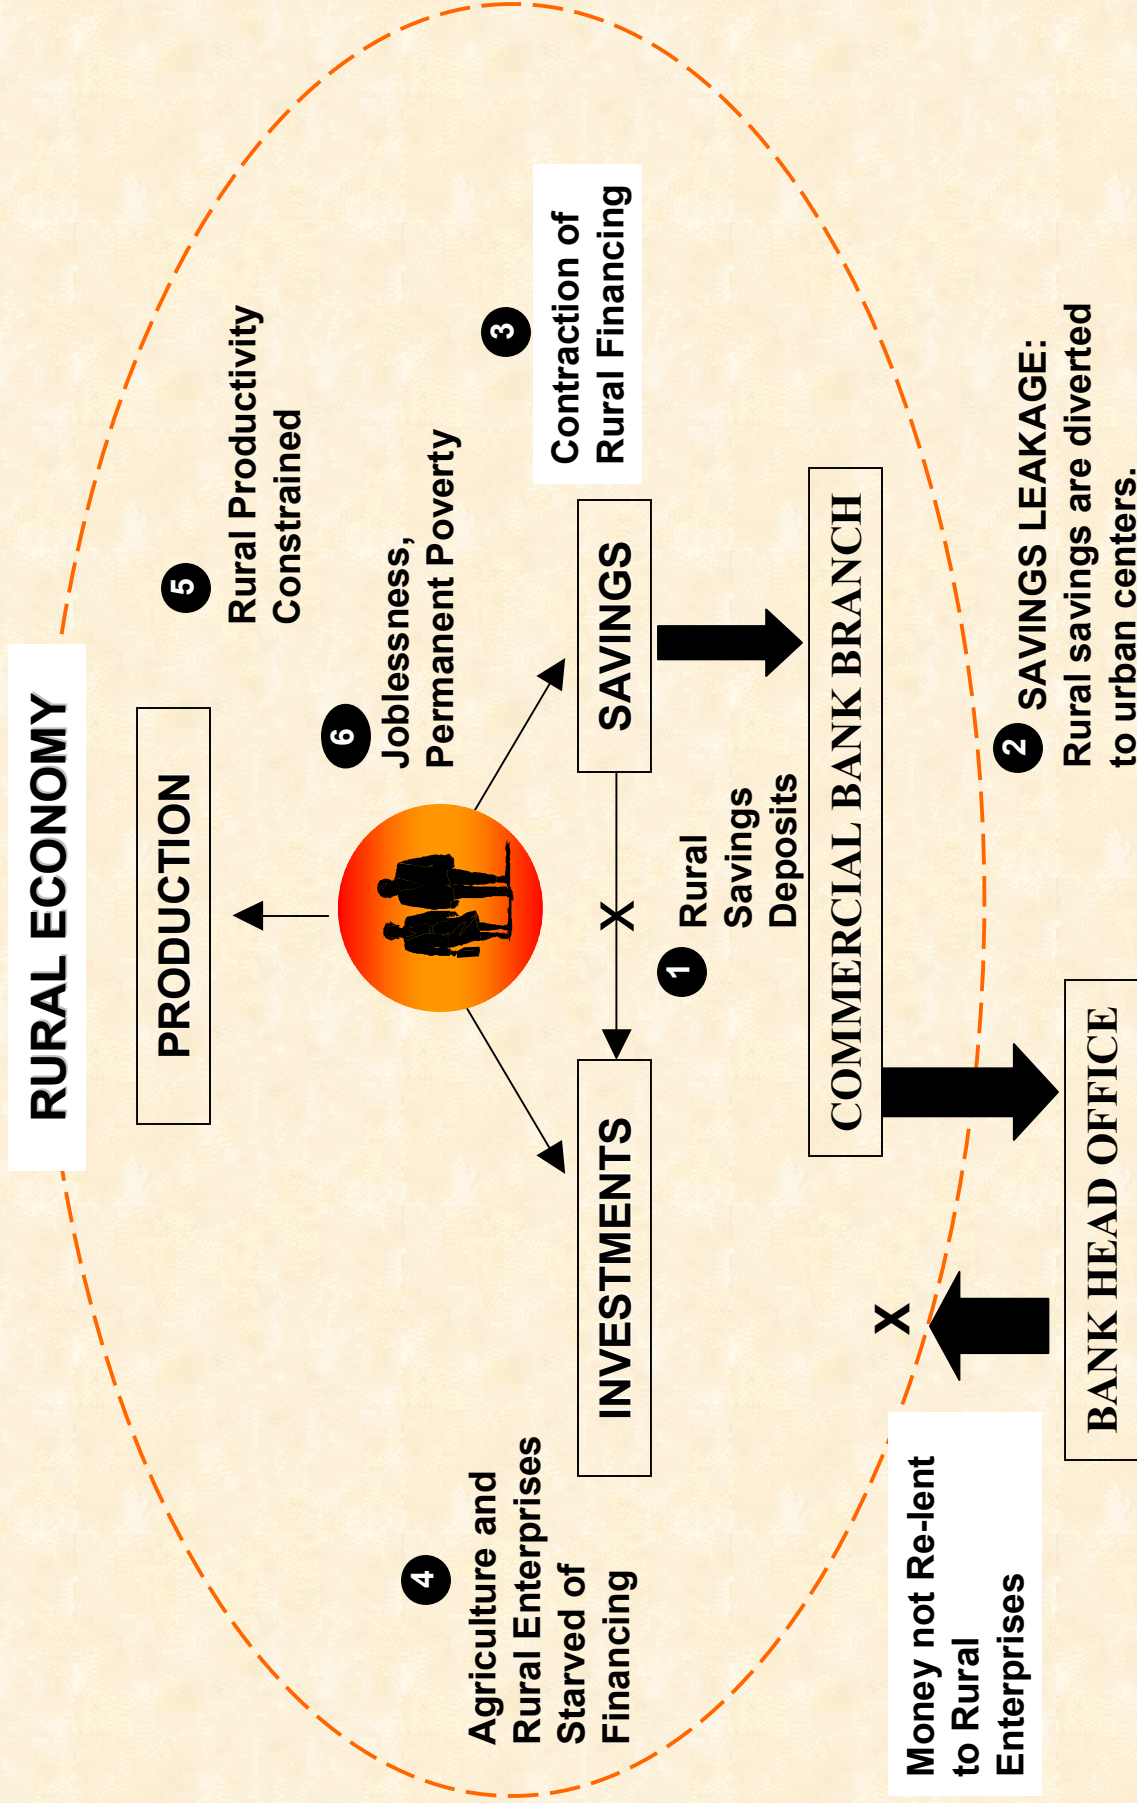 RURAL ECONOMY
PRODUCTION
5
Rural Productivity
Constrained
6
Joblessness,
Permanent Poverty
4
Agriculture and
Rural Enterprises
Starved of
Financing
3
Contraction of
Rural Financing
INVESTMENTS
X
SAVINGS
1
Rural
Savings
Deposits
COMMERCIAL BANK BRANCH
X
Money not Re-lent
to Rural
Enterprises
2
SAVINGS LEAKAGE:
Rural savings are diverted
to urban centers.
BANK HEAD OFFICE